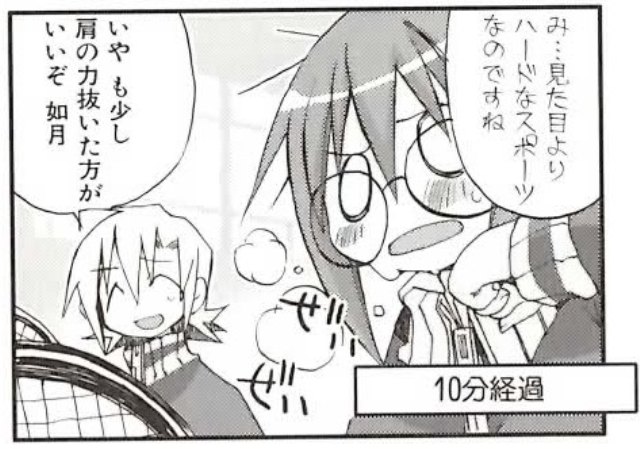 み…見た目より
ハードなスポーツ
なのですね
いや も少し
肩の力抜いた方が
いいぞ 如月
ぜぃ
ぜぃ
10分経過